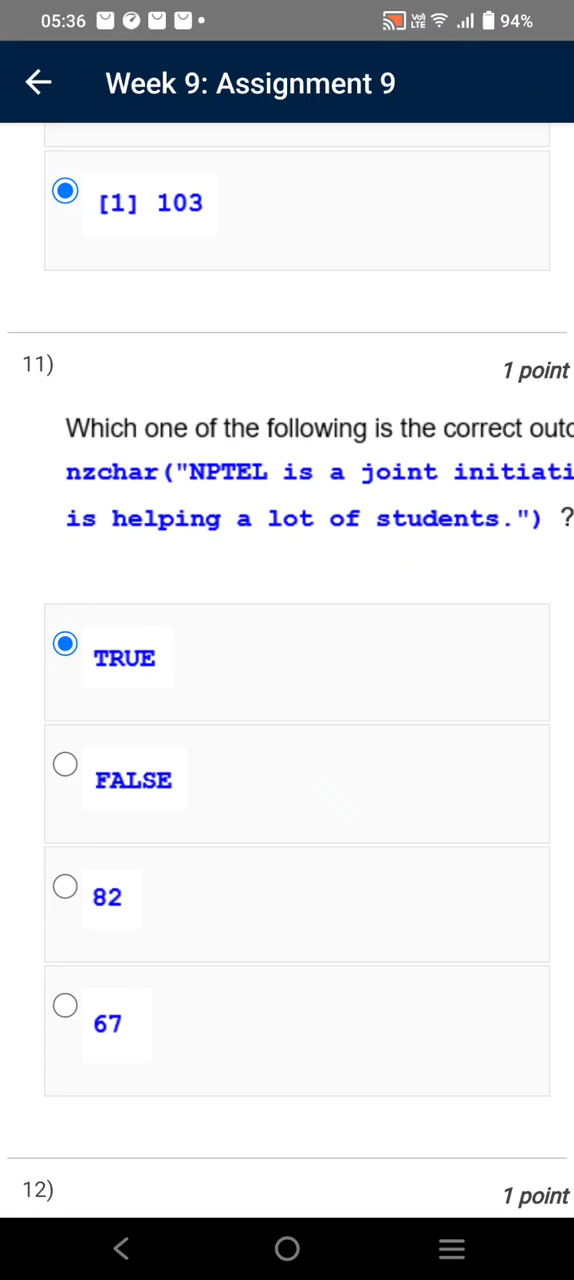 05:36 94%
Week 9: Assignment 9
[1] 103
11)
1 point
Which one of the following is the correct outc
nzchar("NPTEL is a joint initiati
is helping a lot of students.") ?
TRUE
FALSE
82
67
12)
1 point